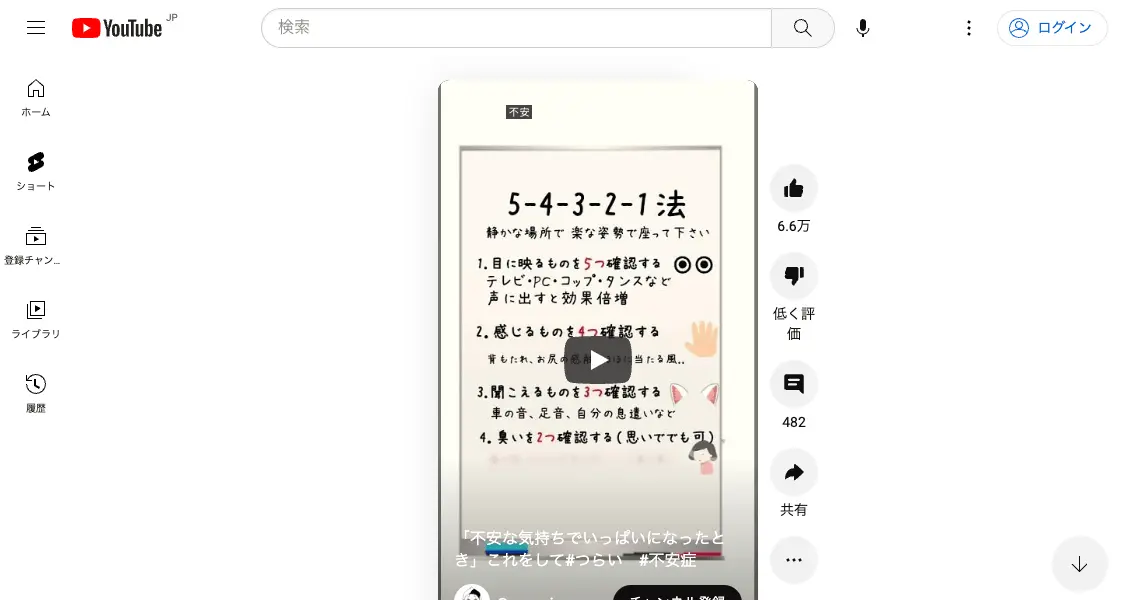 YouTube JP
検索
ログイン
ホーム
ショート
登録チャン...
ライブラリ
履歴
不安
5-4-3-2-1 法
静かな場所で 楽な姿勢で座って下さい
1.目に映るものを5つ確認する
テレビ・PC・コップ・タンスなど
声に出すと効果倍増
2.感じるものを4つ確認する
背もたれ、お尻の感触、に当たる風..
3.聞こえるものを3つ確認する
車の音、足音、自分の息遣いなど
4.臭いを2つ確認する(思いででも可)
「不安な気持ちでいっぱいになったと
き」これをして#つらい #不安症
チャンネル登録
6.6万
低く評
価
482
共有